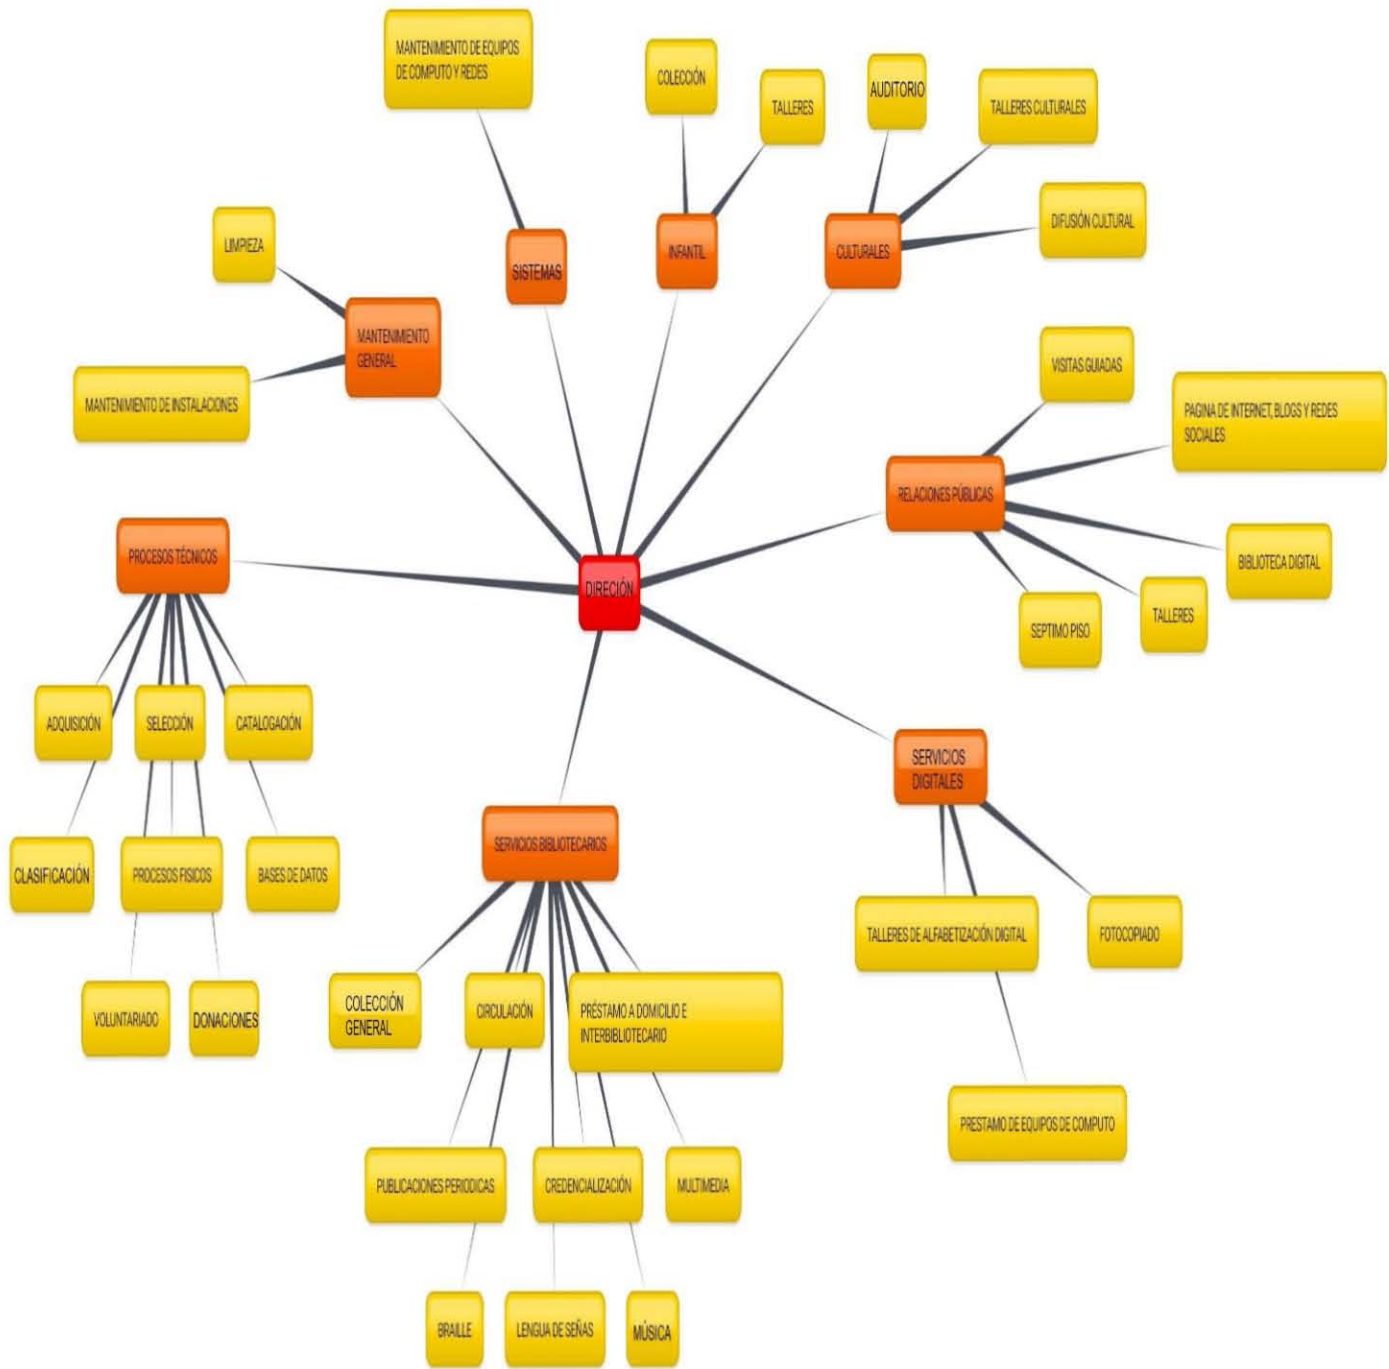 MANTENIMIENTO DE EQUIPOS
DE COMPUTO Y REDES
COLECCIÓN
TALLERES
AUDITORIO
TALLERES CULTURALES
DIFUSIÓN CULTURAL
LIMPIEZA
SISTEMAS
INFANTIL
CULTURALES
MANTENIMIENTO
GENERAL
MANTENIMIENTO DE INSTALACIONES
VISITAS GUIADAS
PAGINA DE INTERNET, BLOGS Y REDES
SOCIALES
RELACIONES PÚBLICAS
BIBLIOTECA DIGITAL
TALLERES
SEPTIMO PISO
PROCESOS TÉCNICOS
DIRECIÓN
ADQUISICIÓN
SELECCIÓN
CATALOGACIÓN
CLASIFICACIÓN
PROCESOS FISICOS
BASES DE DATOS
VOLUNTARIADO
DONACIONES
SERVICIOS
DIGITALES
TALLERES DE ALFABETIZACIÓN DIGITAL
FOTOCOPIADO
PRESTAMO DE EQUIPOS DE COMPUTO
SERVICIOS BIBLIOTECARIOS
COLECCIÓN
GENERAL
CIRCULACIÓN
PRÉSTAMO A DOMICILIO E
INTERBIBLIOTECARIO
PUBLICACIONES PERIODICAS
CREDENCIALIZACIÓN
MULTIMEDIA
BRAILLE
LENGUA DE SEÑAS
MÚSICA